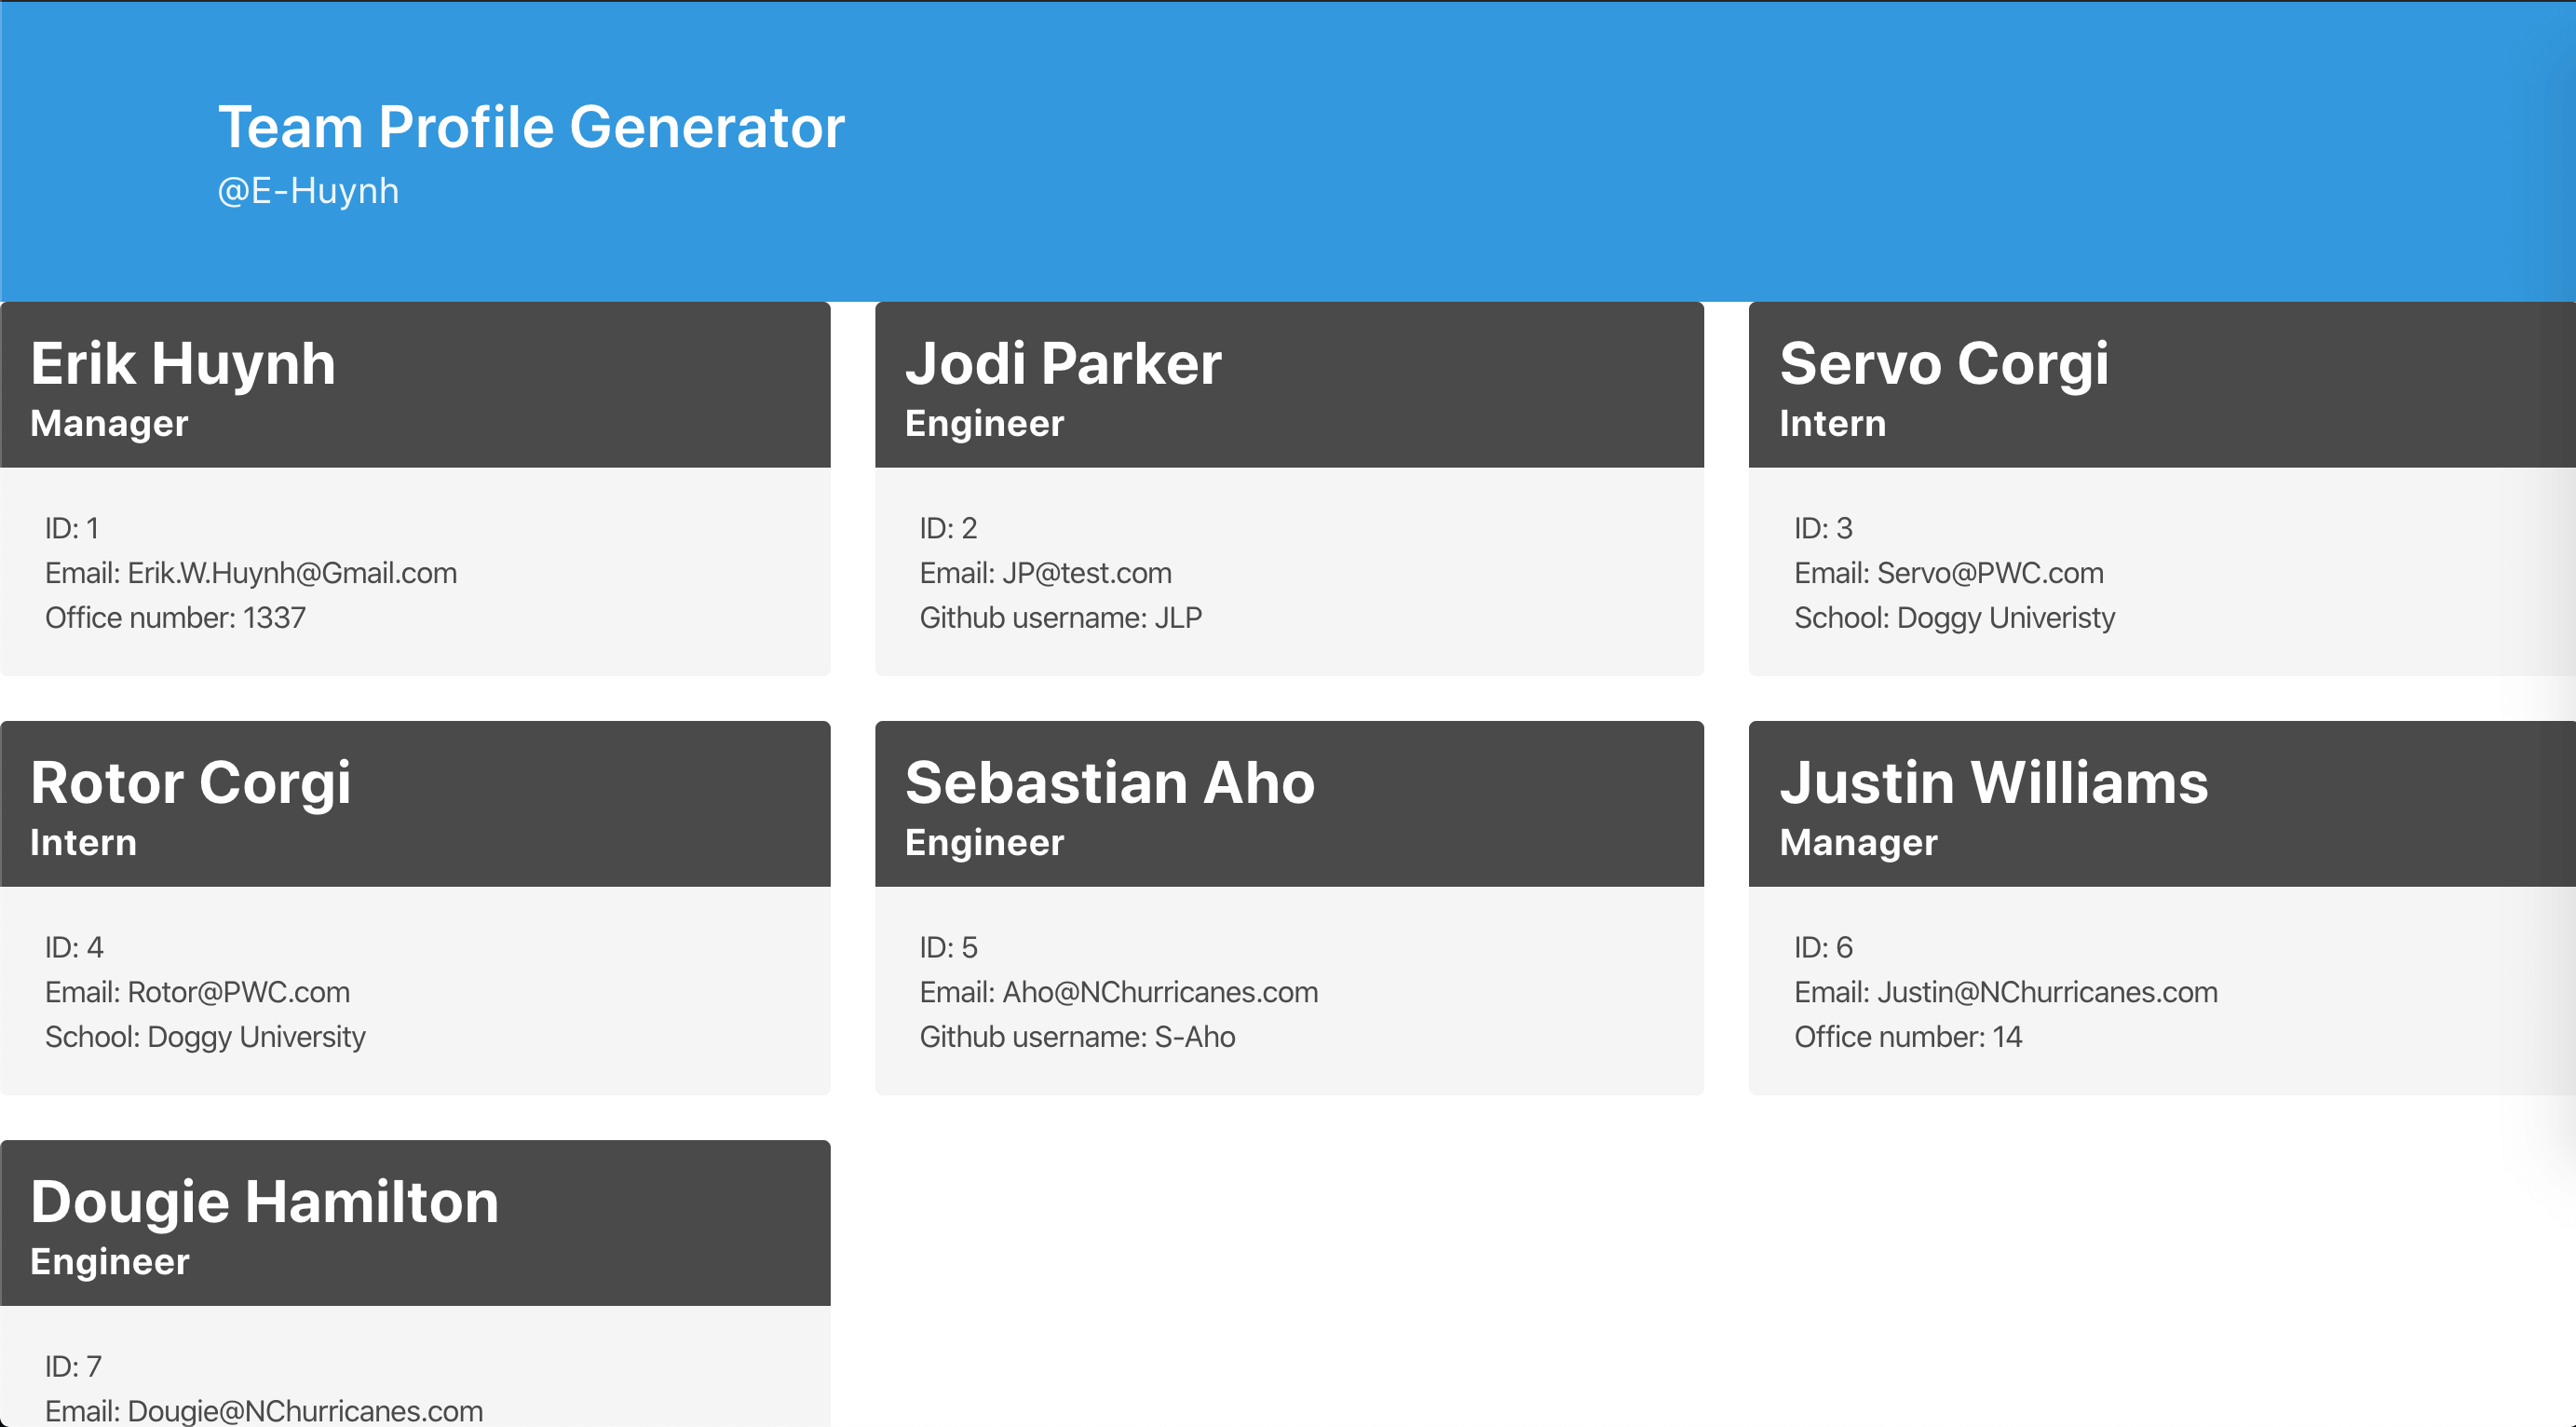 Team Profile Generator
@E-Huynh
Erik Huynh
Manager
ID: 1
Email: Erik.W.Huynh@Gmail.com
Office number: 1337
Jodi Parker
Engineer
ID: 2
Email: JP@test.com
Github username: JLP
Servo Corgi
Intern
ID: 3
Email: Servo@PWC.com
School: Doggy Univeristy
Rotor Corgi
Intern
ID: 4
Email: Rotor@PWC.com
School: Doggy University
Sebastian Aho
Engineer
ID: 5
Email: Aho@NChurricanes.com
Github username: S-Aho
Justin Williams
Manager
ID: 6
Email: Justin@NChurricanes.com
Office number: 14
Dougie Hamilton
Engineer
ID: 7
Email: Dougie@NChurricanes.com